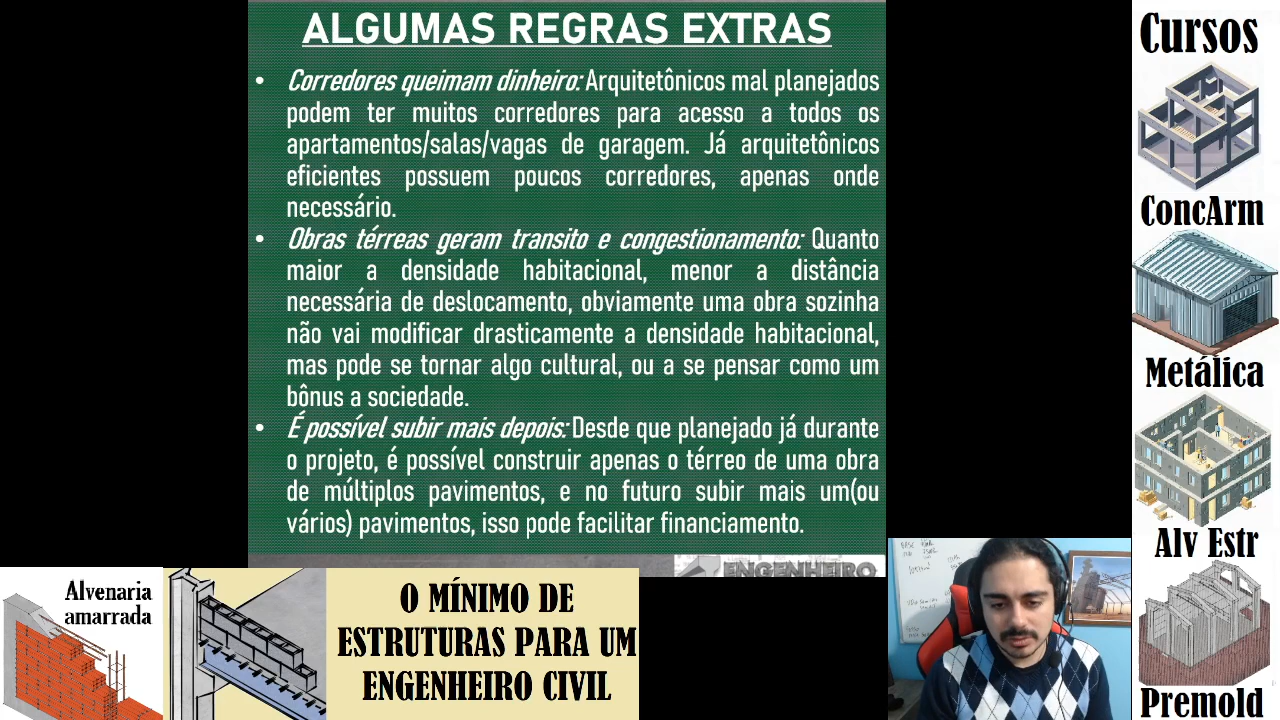 ALGUMAS REGRAS EXTRAS
• Corredores queimam dinheiro: Arquitetônicos mal planejados
podem ter muitos corredores para acesso a todos os
apartamentos/salas/vagas de garagem. Já arquitetônicos
eficientes possuem poucos corredores, apenas onde
necessário.
• Obras térreas geram transito e congestionamento: Quanto
maior a densidade habitacional, menor a distância
necessária de deslocamento, obviamente uma obra sozinha
não vai modificar drasticamente a densidade habitacional,
mas pode se tornar algo cultural, ou a se pensar como um
bônus a sociedade.
• É possível subir mais depois: Desde que planejado já durante
o projeto, é possível construir apenas o térreo de uma obra
de múltiplos pavimentos, e no futuro subir mais um(ou
vários) pavimentos, isso pode facilitar financiamento.
ENGENHEIRO
Alvenaria
amarrada
O MÍNIMO DE
ESTRUTURAS PARA UM
ENGENHEIRO CIVIL
Cursos
ConcArm
Metálica
Alv Estr
Premold